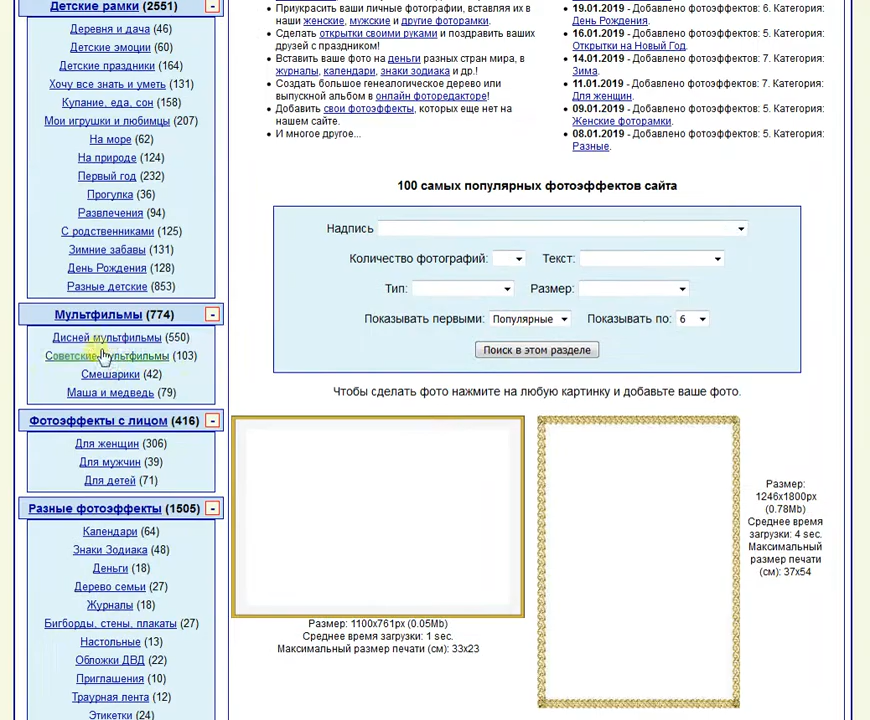 Детские рамки (2551) -
Деревня и дача (46)
Детские эмоции (60)
Детские праздники (164)
Хочу все знать и уметь (131)
Купание, еда, сон (158)
Мои игрушки и любимцы (207)
На море (62)
На природе (124)
Первый год (232)
Прогулка (36)
Развлечения (94)
С родственниками (125)
Зимние забавы (131)
День Рождения (128)
Разные детские (853)
Мультфильмы (774) -
Дисней мультфильмы (550)
Советские мультфильмы (103)
Смешарики (42)
Маша и медведь (79)
Фотоэффекты с лицом (416) -
Для женщин (306)
Для мужчин (39)
Для детей (71)
Разные фотоэффекты (1505) -
Календари (64)
Знаки Зодиака (48)
Деньги (18)
Дерево семьи (27)
Журналы (18)
Бигборды, стены, плакаты (27)
Настольные (13)
Обложки ДВД (22)
Приглашения (10)
Траурная лента (12)
Этикетки (24)
Приукрасить ваши личные фотографии, вставляя их в
наши женские, мужские и другие фоторамки.
Сделать открытки своими руками и поздравить ваших
друзей с праздником!
Вставить ваше фото на деньги разных стран мира, в
журналы, календари, знаки зодиака и др.!
Создать большое генеалогическое дерево или
выпускной альбом в онлайн фоторедакторе!
Добавить свои фотоэффекты, которых еще нет на
нашем сайте.
И многое другое...
19.01.2019 - Добавлено фотоэффектов: 6. Категория:
День Рождения.
16.01.2019 - Добавлено фотоэффектов: 5. Категория:
Открытки на Новый Год.
14.01.2019 - Добавлено фотоэффектов: 7. Категория:
Зима.
11.01.2019 - Добавлено фотоэффектов: 7. Категория:
Для женщин.
09.01.2019 - Добавлено фотоэффектов: 5. Категория:
Женские фоторамки.
08.01.2019 - Добавлено фотоэффектов: 5. Категория:
Разные.
100 самых популярных фотоэффектов сайта
Надпись
Количество фотографий: Текст:
Тип: Размер:
Показывать первыми: Популярные Показывать по: 6
Поиск в этом разделе
Чтобы сделать фото нажмите на любую картинку и добавьте ваше фото.
Размер: 1100x761px (0.05Mb)
Среднее время загрузки: 1 sec.
Максимальный размер печати (см): 33x23
Размер:
1246x1800px
(0.78Mb)
Среднее время
загрузки: 4 sec.
Максимальный
размер печати
(см): 37x54